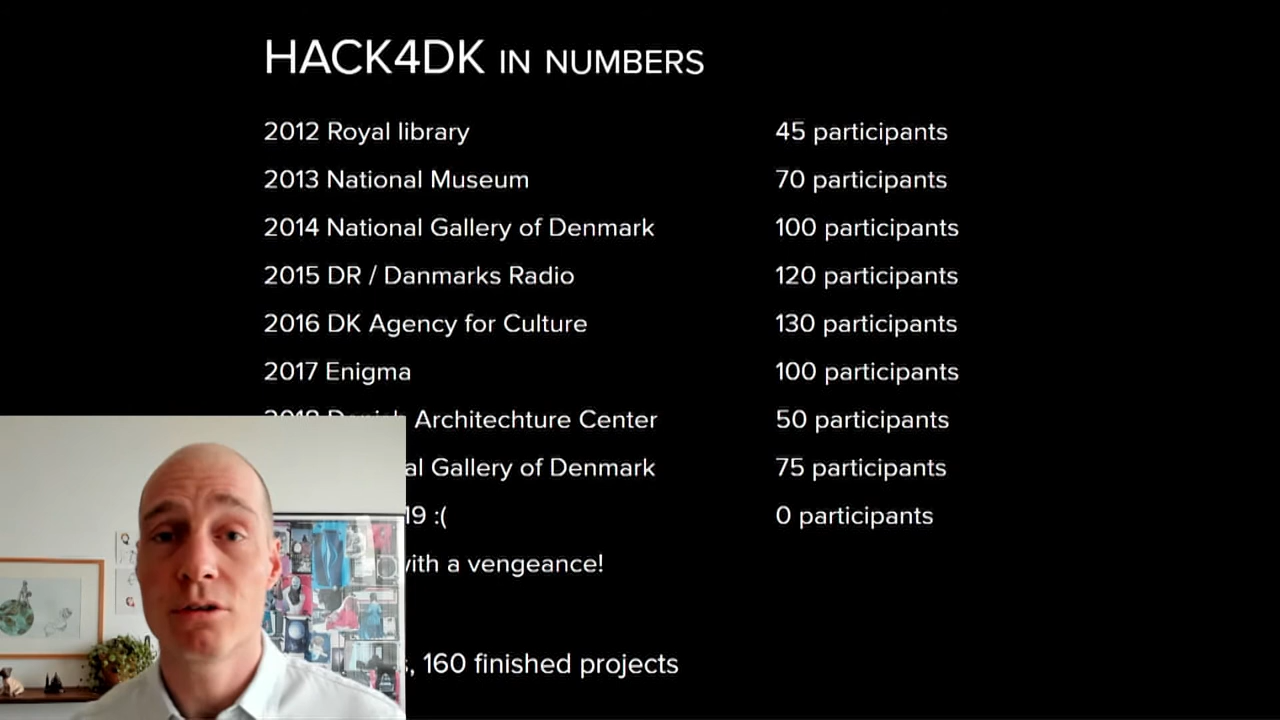 HACK4DK IN NUMBERS
2012 Royal library 45 participants
2013 National Museum 70 participants
2014 National Gallery of Denmark 100 participants
2015 DR / Danmarks Radio 120 participants
2016 DK Agency for Culture 130 participants
2017 Enigma 100 participants
Architechture Center 50 participants
Gallery of Denmark 75 participants
19 :( 0 participants
with a vengeance!
, 160 finished projects